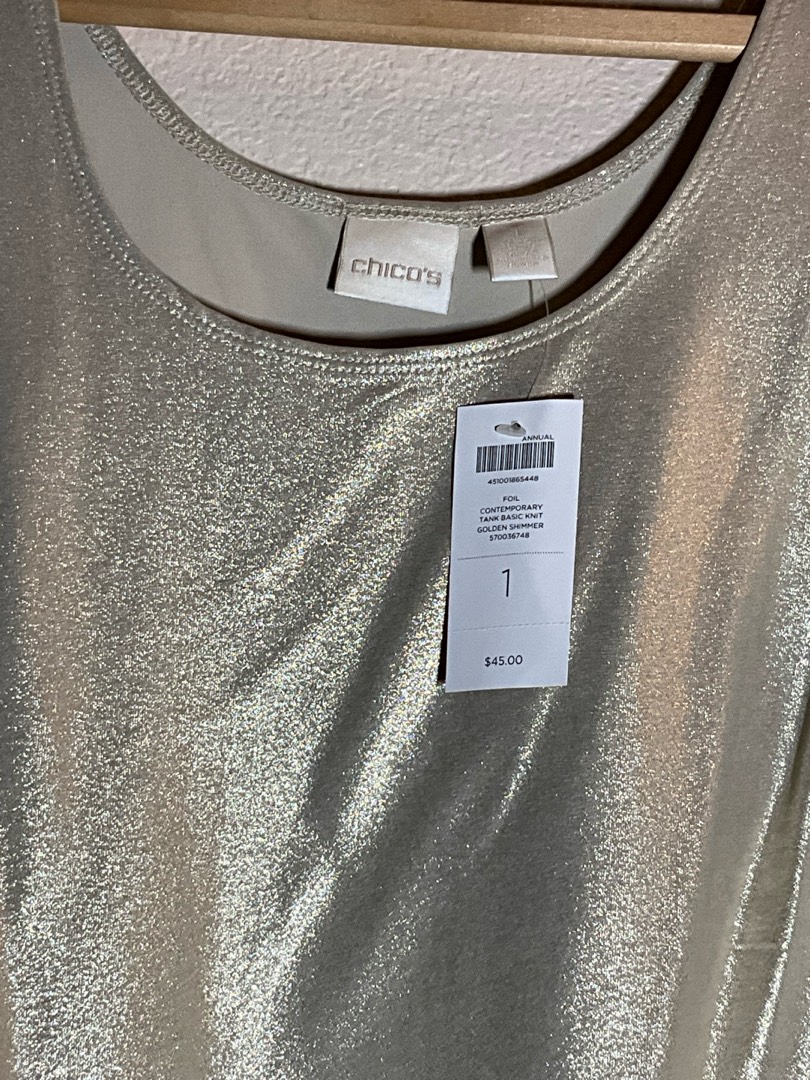 chico's
ANNUAL
451001865448
FOIL
CONTEMPORARY
TANK BASIC KNIT
GOLDEN SHIMMER
570036748
1
$45.00